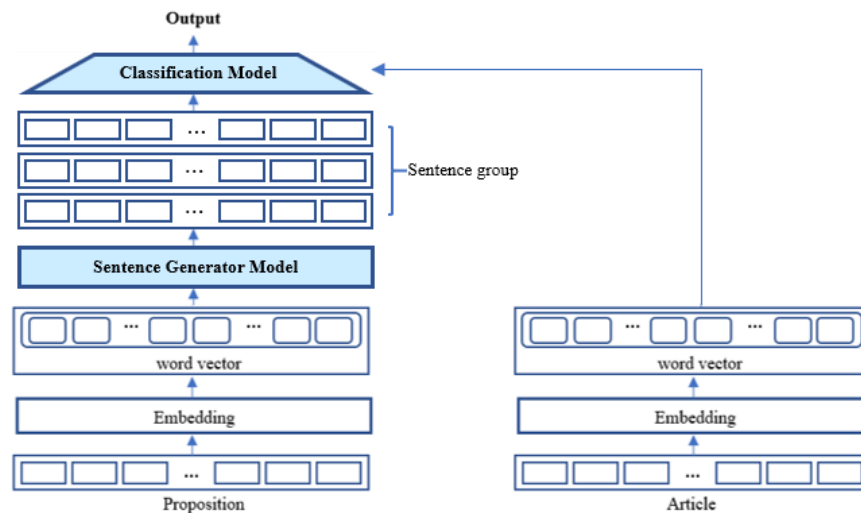 Output
Classification Model
...
...
Sentence group
...
Sentence Generator Model
... ...
word vector
Embedding
...
Proposition
... ...
word vector
Embedding
...
Article